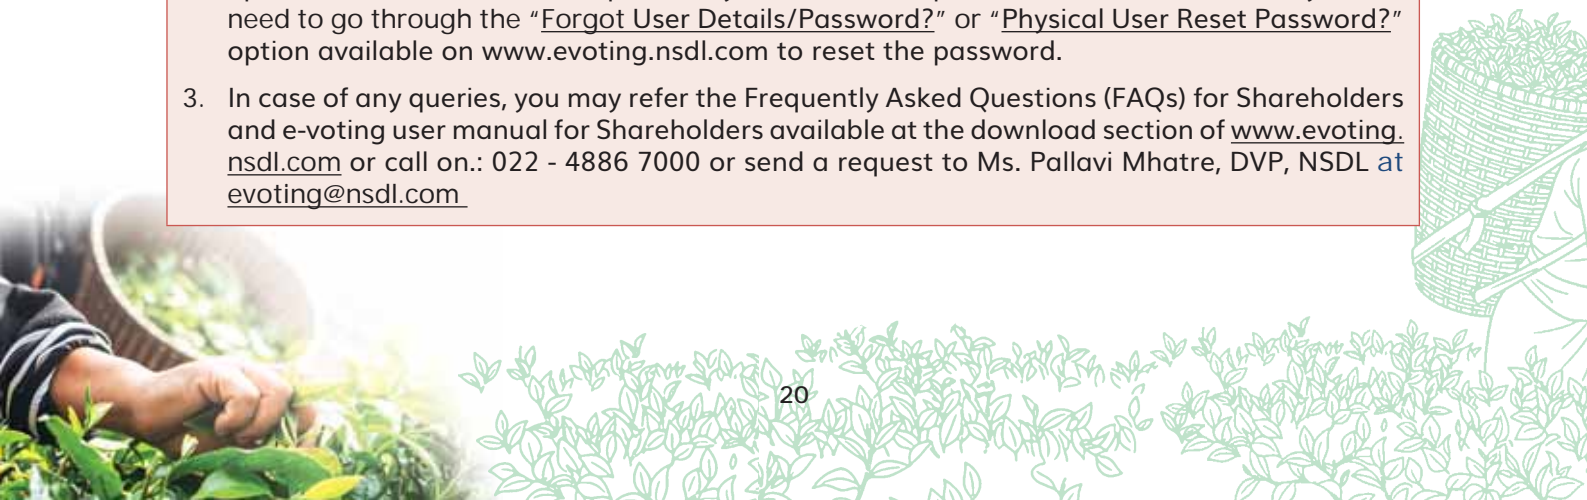 need to go through the “Forgot User Details/Password?” or “Physical User Reset Password?”
option available on www.evoting.nsdl.com to reset the password.
3. In case of any queries, you may refer the Frequently Asked Questions (FAQs) for Shareholders
and e-voting user manual for Shareholders available at the download section of www.evoting.
nsdl.com or call on.: 022 - 4886 7000 or send a request to Ms. Pallavi Mhatre, DVP, NSDL at
evoting@nsdl.com
20